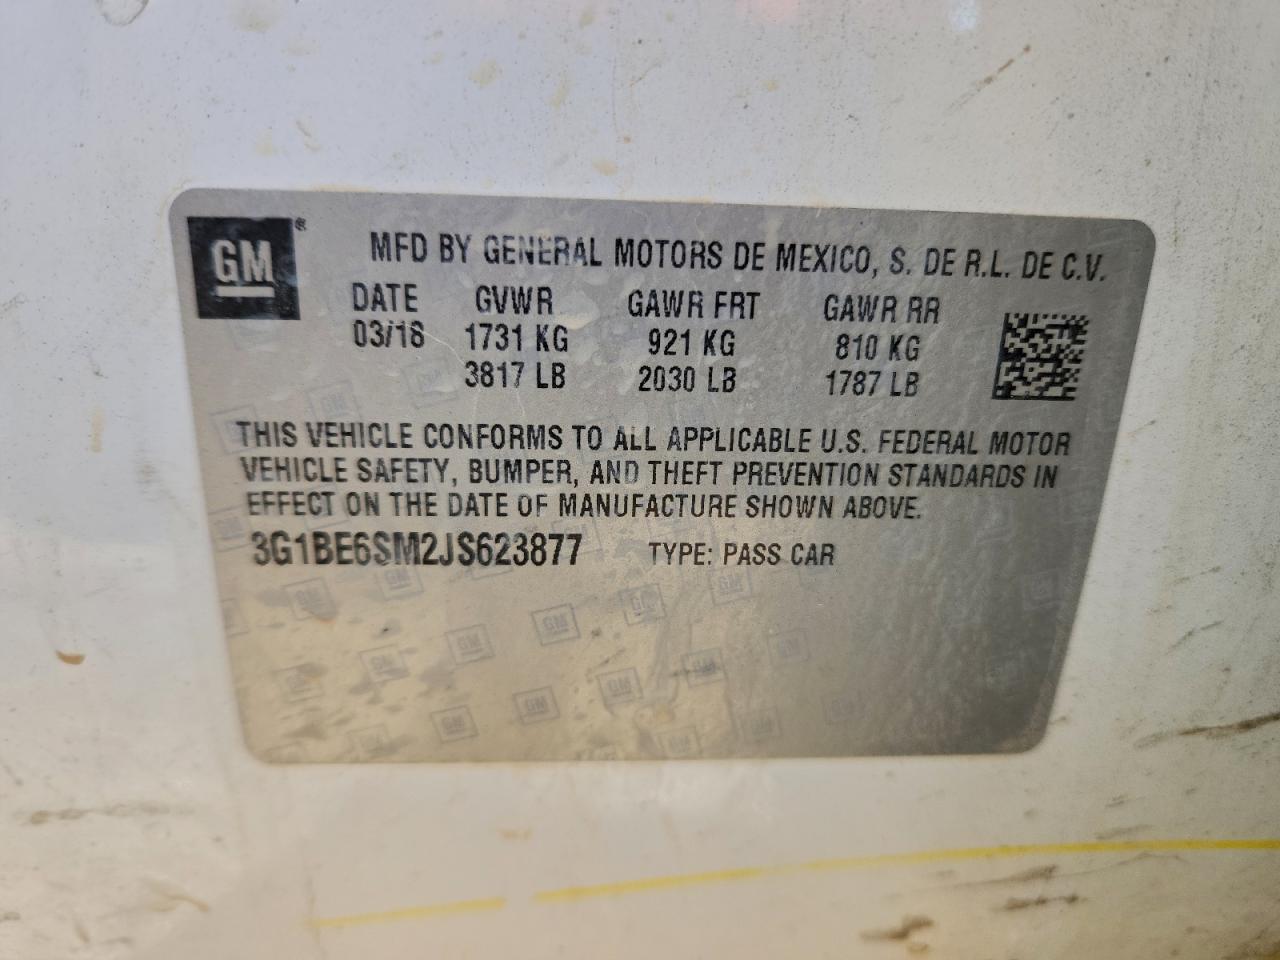 GM®
MFD BY GENERAL MOTORS DE MEXICO, S. DE R.L. DE C.V.
DATE GVWR GAWR FRT GAWR RR
03/18 1731 KG 921 KG 810 KG
3817 LB 2030 LB 1787 LB
THIS VEHICLE CONFORMS TO ALL APPLICABLE U.S. FEDERAL MOTOR
VEHICLE SAFETY, BUMPER, AND THEFT PREVENTION STANDARDS IN
EFFECT ON THE DATE OF MANUFACTURE SHOWN ABOVE.
3G1BE6SM2JS623877 TYPE: PASS CAR